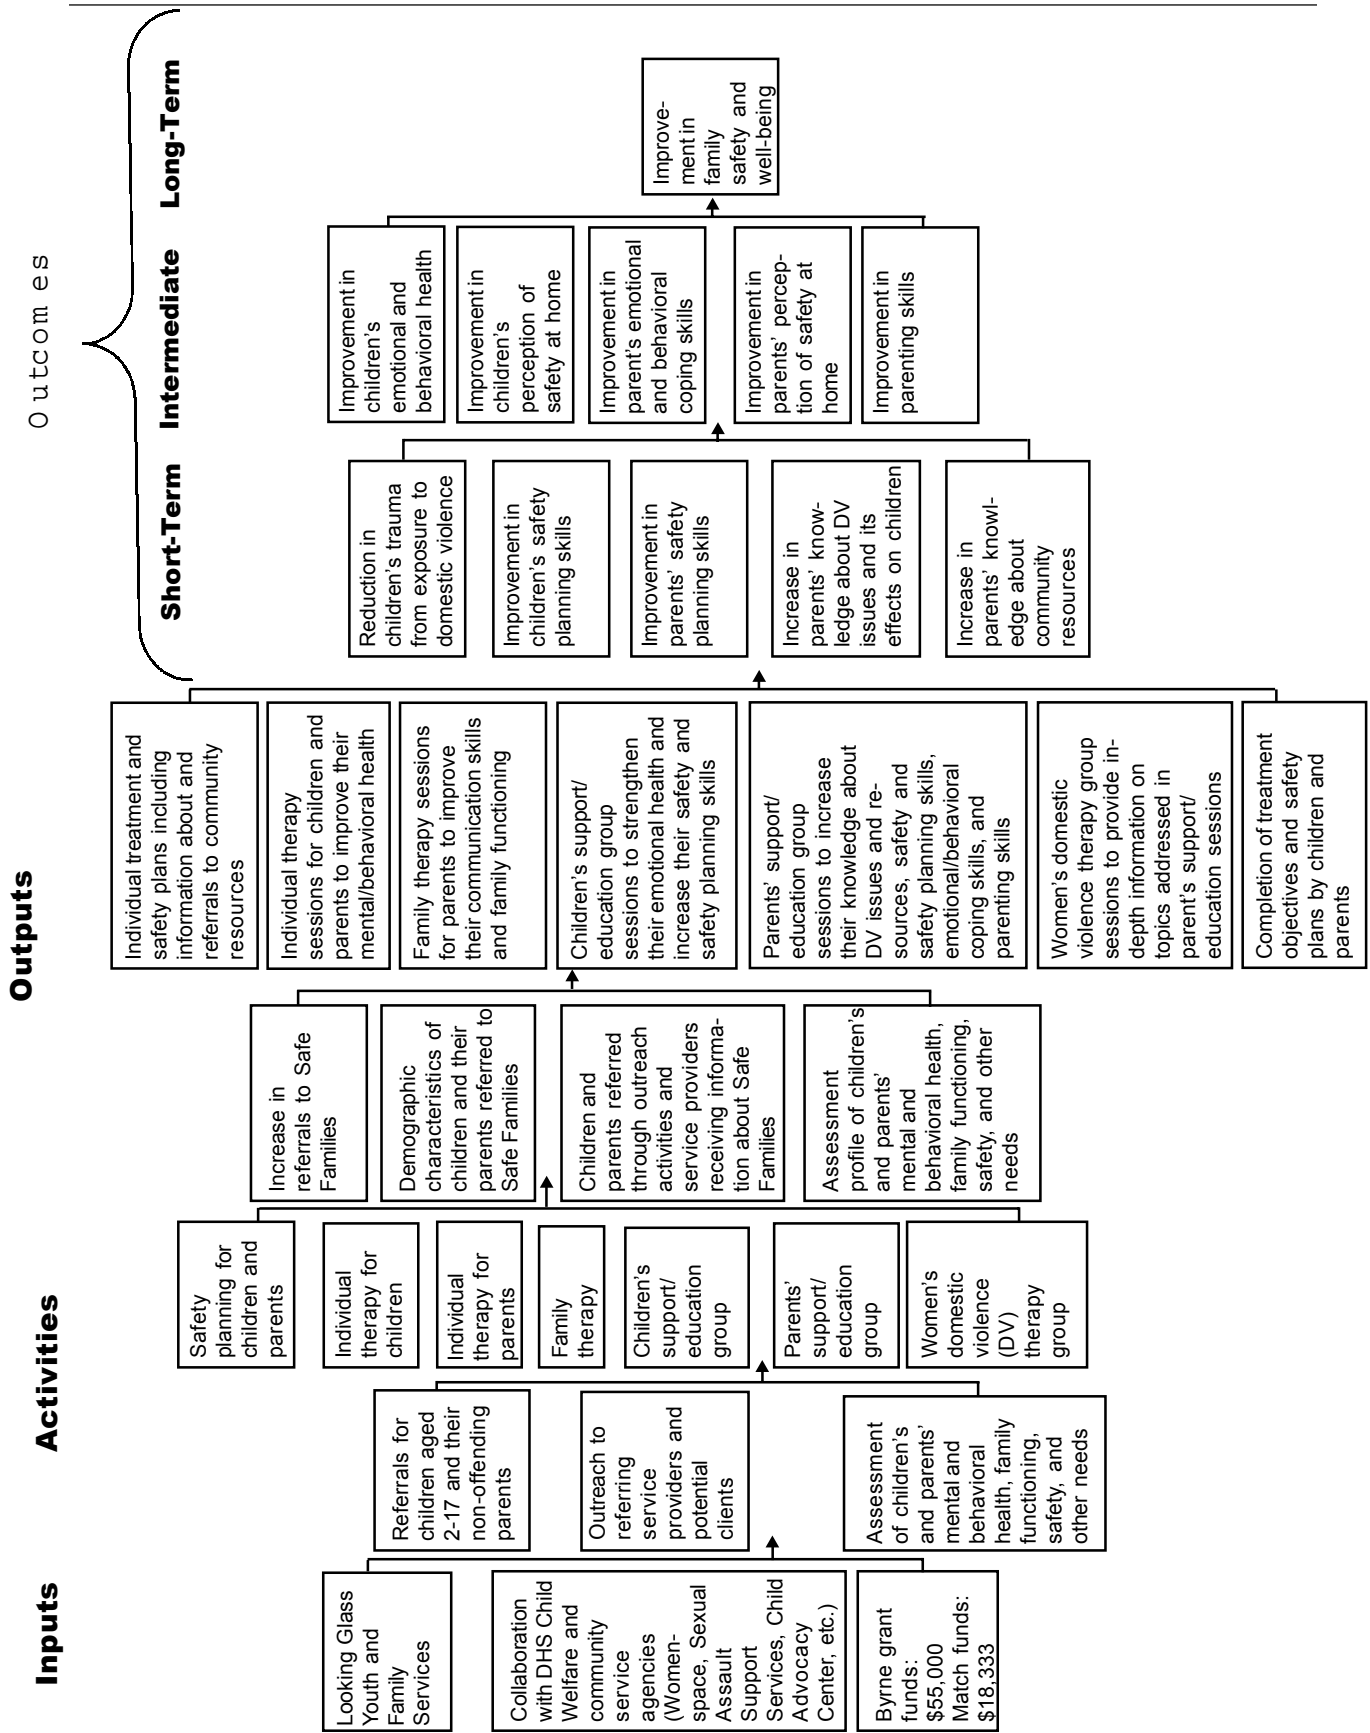 Inputs
Activities
Outputs
Outcomes
Short-Term
Intermediate
Long-Term
Looking Glass
Youth and
Family
Services
Collaboration
with DHS Child
Welfare and
community
service
agencies
(Women-
space, Sexual
Assault
Support
Services, Child
Advocacy
Center, etc.)
Byrne grant
funds:
$55,000
Match funds:
$18,333
Referrals for
children aged
2-17 and their
non-offending
parents
Outreach to
referring
service
providers and
potential
clients
Assessment
of children's
and parents'
mental and
behavioral
health, family
functioning,
safety, and
other needs
Safety
planning for
children and
parents
Individual
therapy for
children
Individual
therapy for
parents
Family
therapy
Children's
support/
education
group
Parents'
support/
education
group
Women's
domestic
violence
(DV)
therapy
group
Increase in
referrals to Safe
Families
Demographic
characteristics of
children and their
parents referred to
Safe Families
Children and
parents referred
through outreach
activities and
service providers
receiving informa-
tion about Safe
Families
Assessment
profile of children's
and parents'
mental and
behavioral health,
family functioning,
safety, and other
needs
Individual treatment and
safety plans including
information about and
referrals to community
resources
Individual therapy
sessions for children and
parents to improve their
mental/behavioral health
Family therapy sessions
for parents to improve
their communication skills
and family functioning
Children's support/
education group
sessions to strengthen
their emotional health and
increase their safety and
safety planning skills
Parents' support/
education group
sessions to increase
their knowledge about
DV issues and re-
sources, safety and
safety planning skills,
emotional/behavioral
coping skills, and
parenting skills
Women's domestic
violence therapy group
sessions to provide in-
depth information on
topics addressed in
parent's support/
education sessions
Completion of treatment
objectives and safety
plans by children and
parents
Reduction in
children's trauma
from exposure to
domestic violence
Improvement in
children's safety
planning skills
Improvement in
parents' safety
planning skills
Increase in
parents' know-
ledge about DV
issues and its
effects on children
Increase in
parents' knowl-
edge about
community
resources
Improvement in
children's
emotional and
behavioral health
Improvement in
children's
perception of
safety at home
Improvement in
parent's emotional
and behavioral
coping skills
Improvement in
parents' percep-
tion of safety at
home
Improvement in
parenting skills
Improve-
ment in
family
safety and
well-being